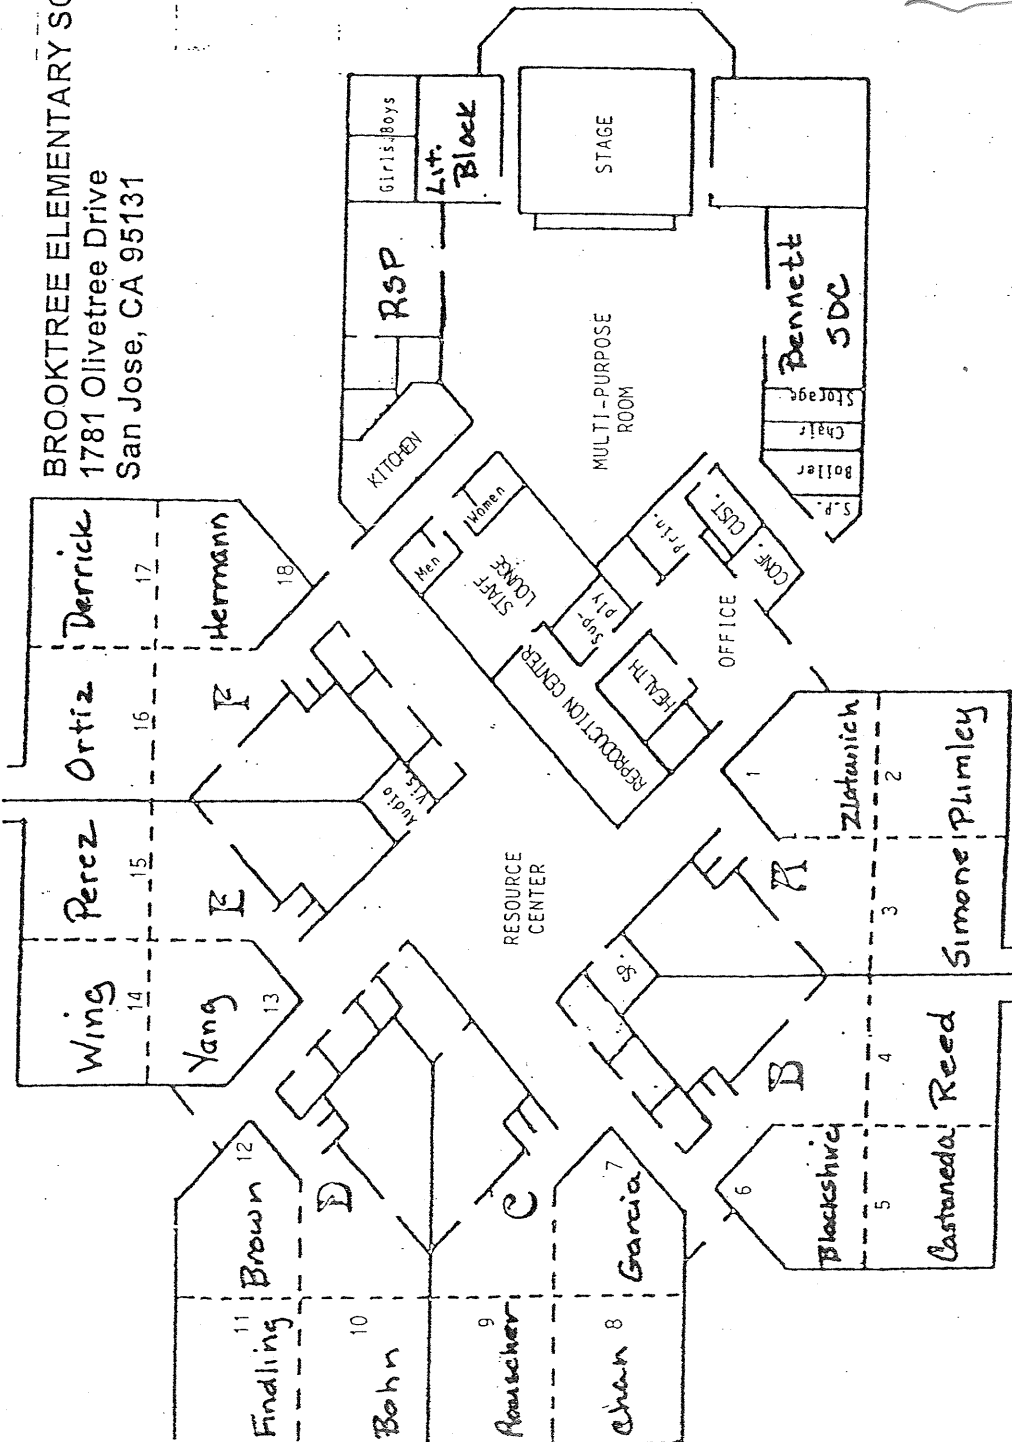 BROOKTREE ELEMENTARY SC
1781 Olivetree Drive
San Jose, CA 95131
Girls
Boys
Lit.
Block
STAGE
RSP
KITCHEN
MULTI-PURPOSE
ROOM
Bennett
SDC
Storage
Chair
Boiler
S.P.
Men
Women
STAFF
LOUNGE
Sup-
ply
Prin.
CUST.
CONF.
OFFICE
HEALTH
REPRODUCTION CENTER
RESOURCE
CENTER
Audio
Vis.
SP.
Derrick
17
Hermann
18
Ortiz
16
F
Perez
15
E
Wing
14
Yang
13
Brown
12
D
Findling
11
Bohn
10
9
C
Chan
8
Garcia
7
Blackshire
6
Castaneda
5
Reed
4
B
Simone
3
A
Plimley
2
1